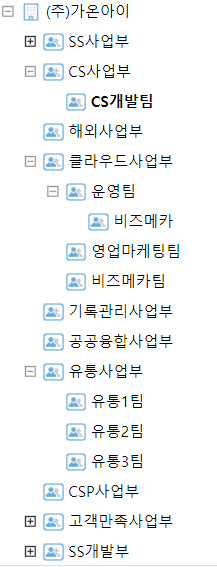 (주)가온아이
SS사업부
CS사업부
CS개발팀
해외사업부
클라우드사업부
운영팀
비즈메카
영업마케팅팀
비즈메카팀
기록관리사업부
공공융합사업부
유통사업부
유통1팀
유통2팀
유통3팀
CSP사업부
고객만족사업부
SS개발부